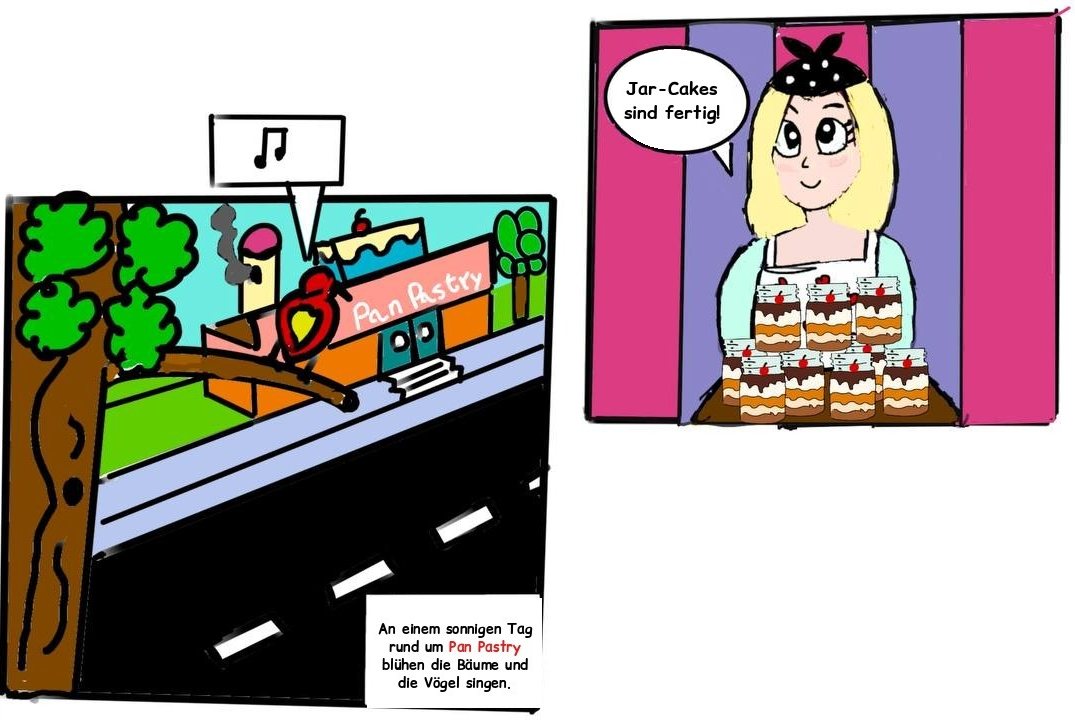 Pan Pastry
An einem sonnigen Tag
rund um Pan Pastry
blühen die Bäume und
die Vögel singen.
Jar-Cakes
sind fertig!